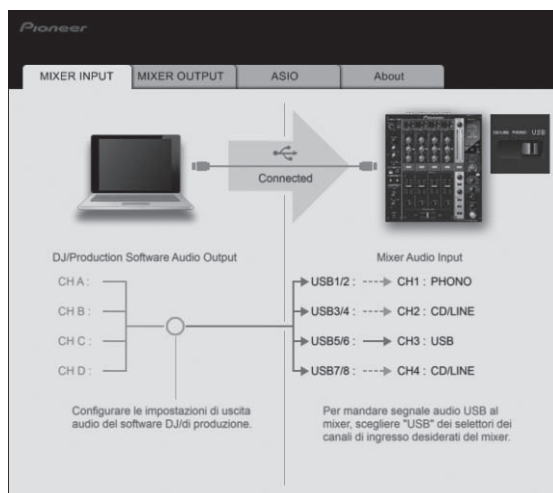 Pioneer
MIXER INPUT
MIXER OUTPUT
ASIO
About
Connected
Pioneer
CD/LINE PHONO USB
DJ/Production Software Audio Output
Mixer Audio Input
CH A :
CH B :
CH C :
CH D :
USB1/2 : CH1 : PHONO
USB3/4 : CH2 : CD/LINE
USB5/6 : CH3 : USB
USB7/8 : CH4 : CD/LINE
Configurare le impostazioni di uscita
audio del software DJ/di produzione.
Per mandare segnale audio USB al
mixer, scegliere "USB" dei selettori dei
canali di ingresso desiderati del mixer.